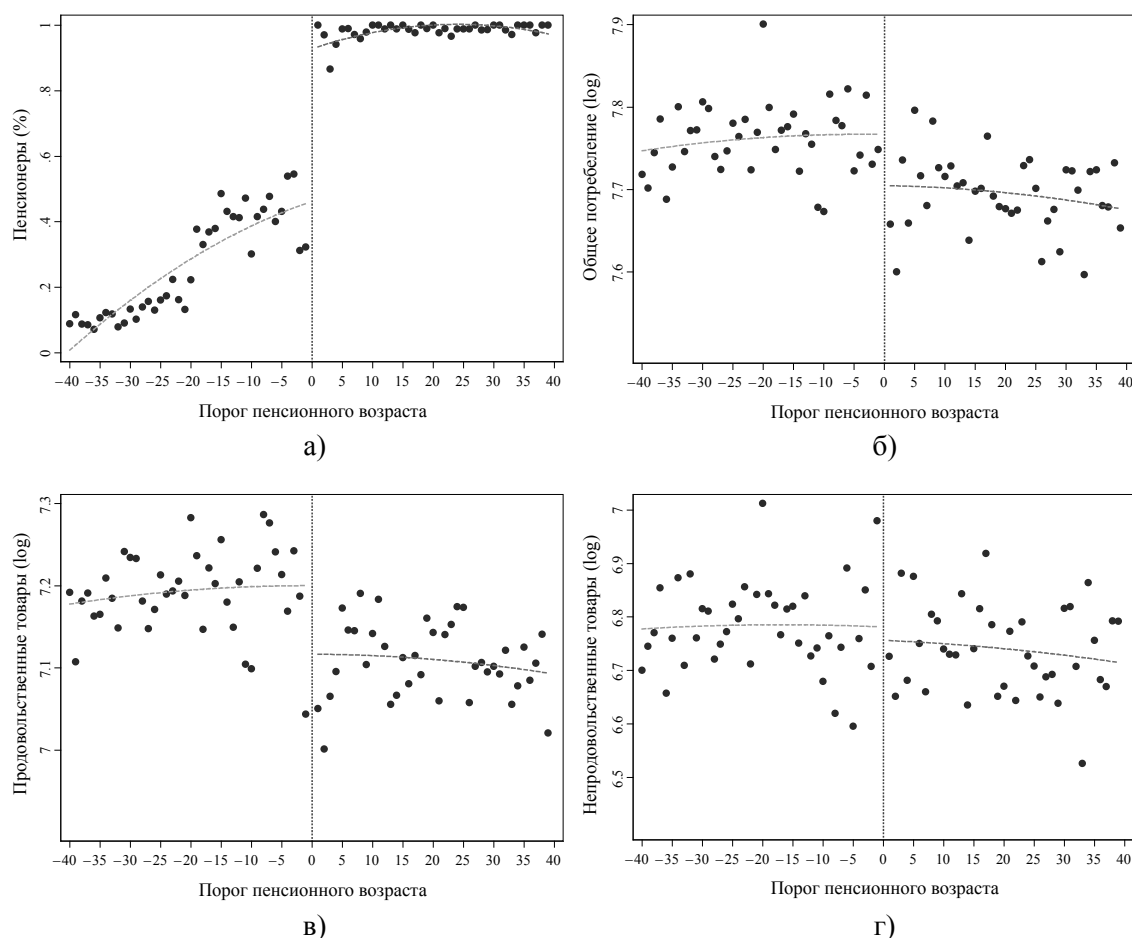 Пенсионеры (%)
1
.8
.6
.4
.2
0
−40 −35 −30 −25 −20 −15 −10 −5 0 5 10 15 20 25 30 35 40
Порог пенсионного возраста
а)
Общее потребеление (log)
7.9
7.8
7.7
7.6
−40 −35 −30 −25 −20 −15 −10 −5 0 5 10 15 20 25 30 35 40
Порог пенсионного возраста
б)
Продовольственные товары (log)
7.3
7.2
7.1
7
−40 −35 −30 −25 −20 −15 −10 −5 0 5 10 15 20 25 30 35 40
Порог пенсионного возраста
в)
Непродовольственные товары (log)
7
6.9
6.8
6.7
6.6
6.5
−40 −35 −30 −25 −20 −15 −10 −5 0 5 10 15 20 25 30 35 40
Порог пенсионного возраста
г)